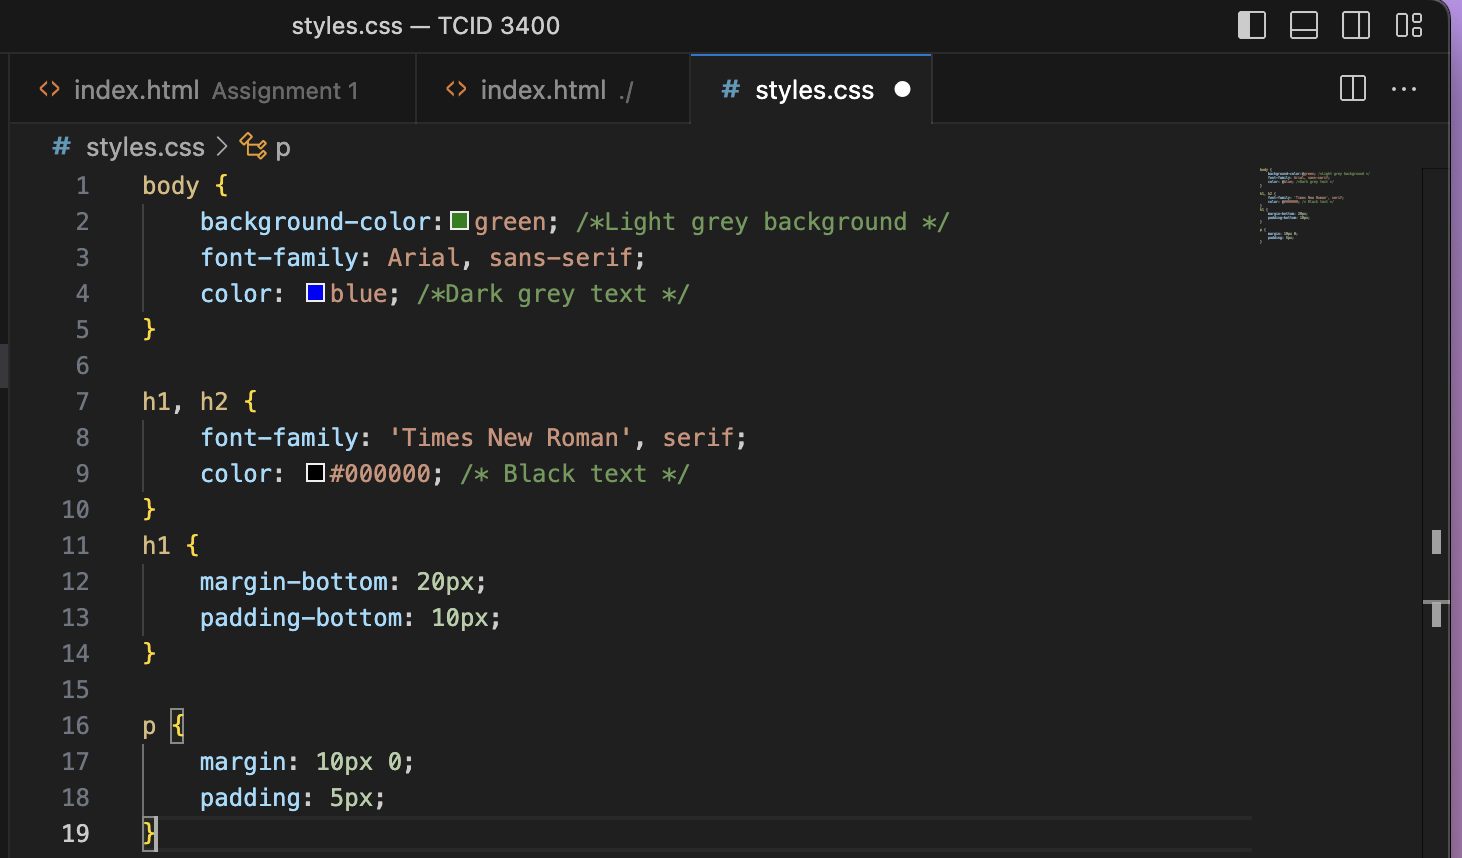 styles.css — TCID 3400
index.html Assignment 1
index.html ./
# styles.css
# styles.css > p
1 body {
2 background-color: green; /*Light grey background */
3 font-family: Arial, sans-serif;
4 color: blue; /*Dark grey text */
5 }
6
7 h1, h2 {
8 font-family: 'Times New Roman', serif;
9 color: #000000; /* Black text */
10 }
11 h1 {
12 margin-bottom: 20px;
13 padding-bottom: 10px;
14 }
15
16 p {
17 margin: 10px 0;
18 padding: 5px;
19 }